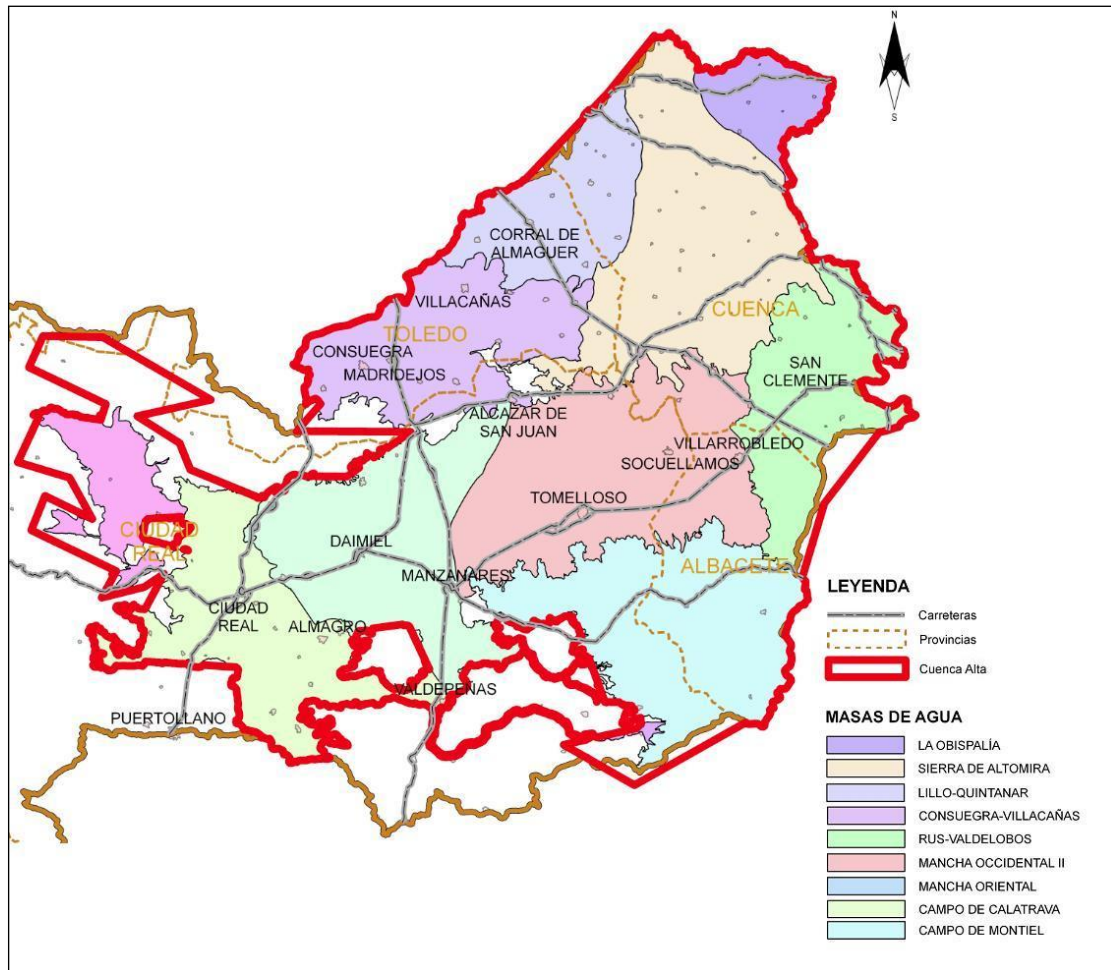 N
S
CORRAL DE
ALMAGUER
VILLACAÑAS
TOLEDO
CUENCA
CONSUEGRA
MADRIDEJOS
SAN
CLEMENTE
ALCAZAR DE
SAN JUAN
VILLARROBLEDO
SOCUELLAMOS
TOMELLOSO
CIUDAD
REAL
DAIMIEL
ALBACETE
MANZANARES
CIUDAD
REAL
ALMAGRO
VALDEPEÑAS
PUERTOLLANO
LEYENDA
Carreteras
Provincias
Cuenca Alta
MASAS DE AGUA
LA OBISPALÍA
SIERRA DE ALTOMIRA
LILLO-QUINTANAR
CONSUEGRA-VILLACAÑAS
RUS-VALDELOBOS
MANCHA OCCIDENTAL II
MANCHA ORIENTAL
CAMPO DE CALATRAVA
CAMPO DE MONTIEL